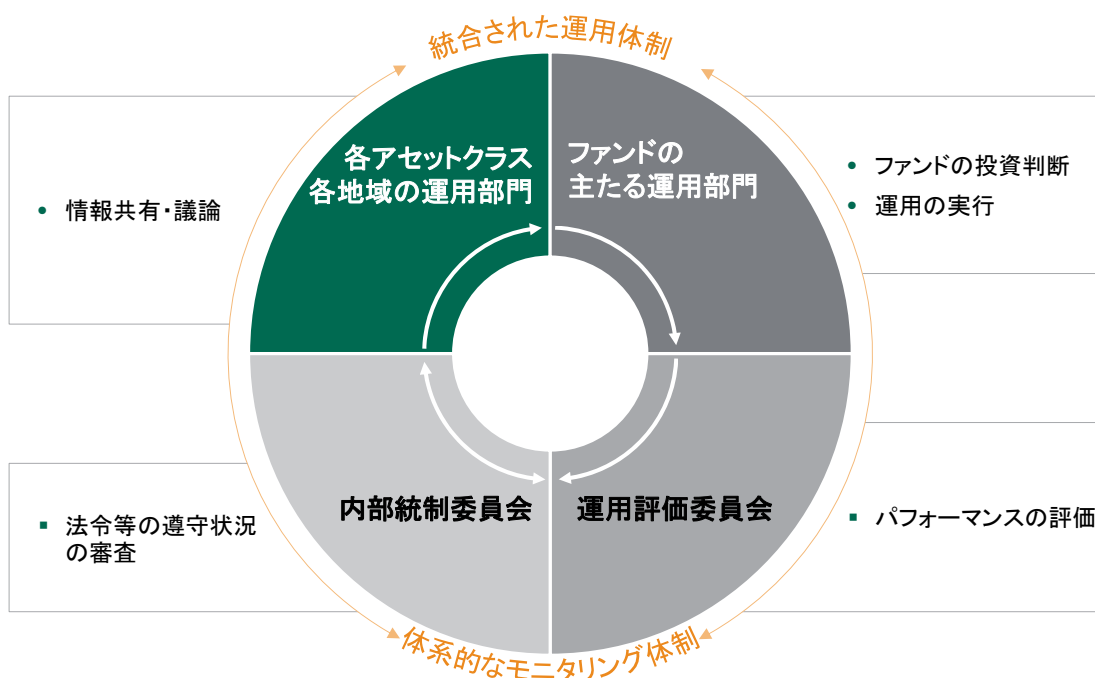 統合された運用体制
各アセットクラス
各地域の運用部門
ファンドの
主たる運用部門
• 情報共有・議論
• ファンドの投資判断
• 運用の実行
内部統制委員会
運用評価委員会
▪ 法令等の遵守状況
の審査
▪ パフォーマンスの評価
体系的なモニタリング体制